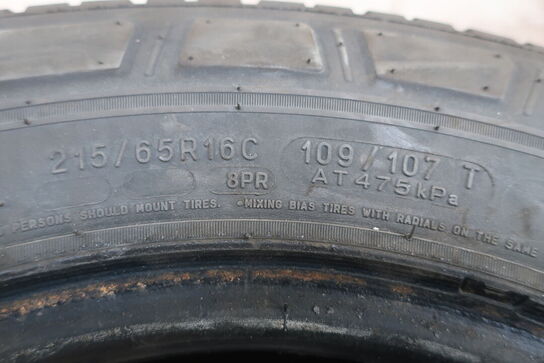 215/65R16C 109/107 T
8PR AT 475kPa
PERSONS SHOULD MOUNT TIRES. •MIXING BIAS TIRES WITH RADIALS ON THE SAME